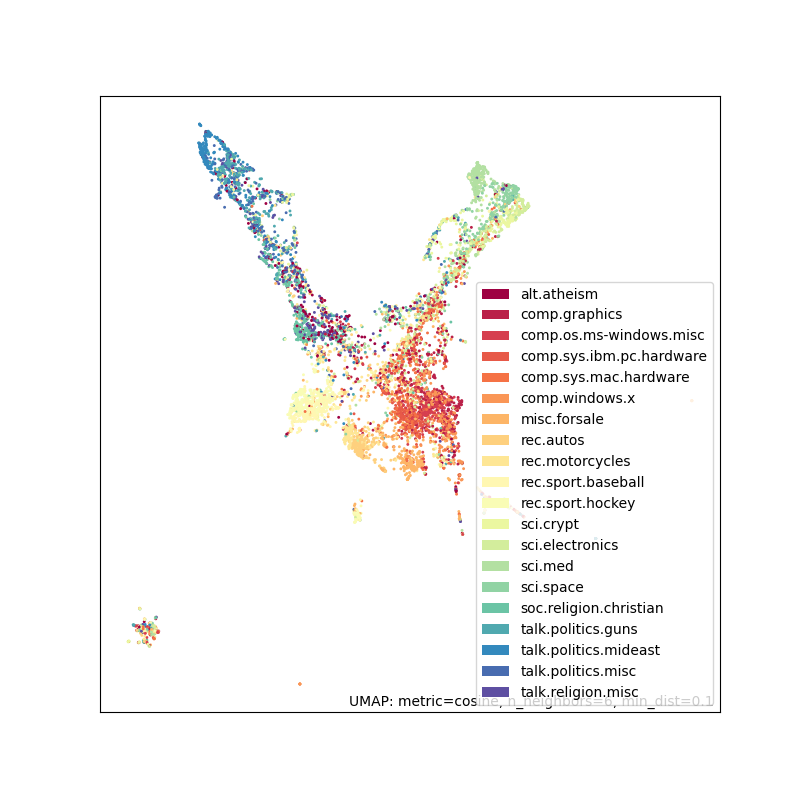 alt.atheism
comp.graphics
comp.os.ms-windows.misc
comp.sys.ibm.pc.hardware
comp.sys.mac.hardware
comp.windows.x
misc.forsale
rec.autos
rec.motorcycles
rec.sport.baseball
rec.sport.hockey
sci.crypt
sci.electronics
sci.med
sci.space
soc.religion.christian
talk.politics.guns
talk.politics.mideast
talk.politics.misc
talk.religion.misc
UMAP: metric=cosine, n_neighbors=6, min_dist=0.1